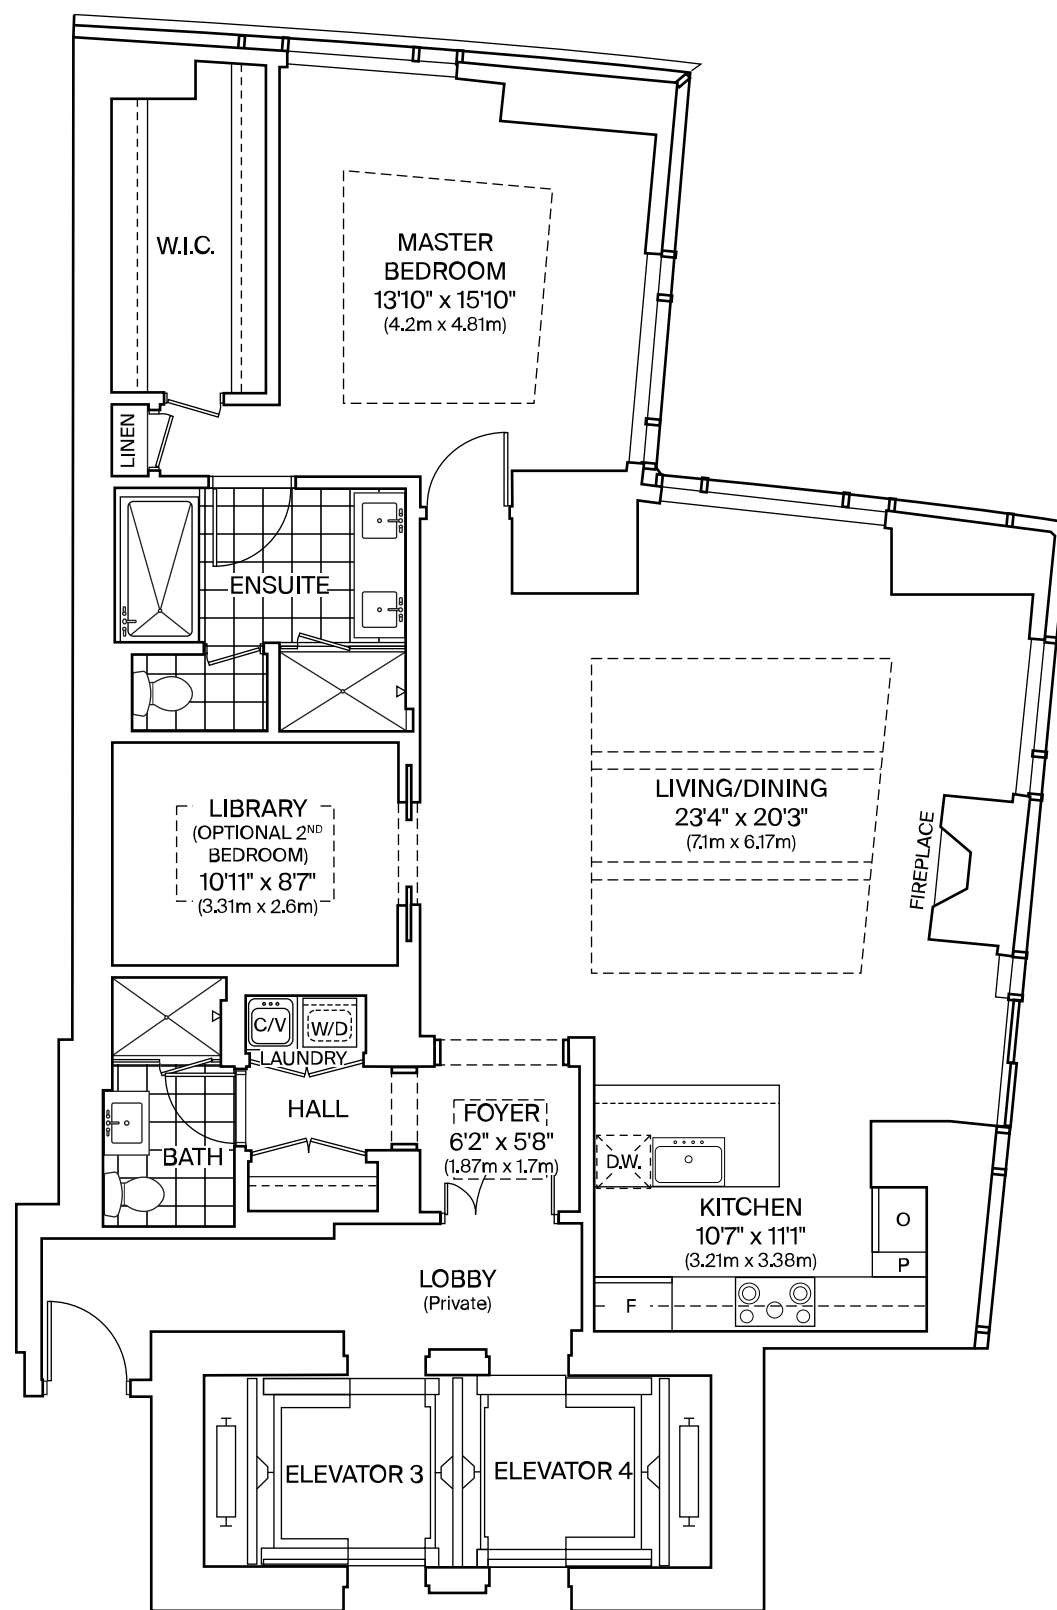 W.I.C.
MASTER
BEDROOM
13'10" x 15'10"
(4.2m x 4.81m)
LINEN
ENSUITE
LIVING/DINING
23'4" x 20'3"
(7.1m x 6.17m)
FIREPLACE
LIBRARY
(OPTIONAL 2ND
BEDROOM)
10'11" x 8'7"
(3.31m x 2.6m)
C/V
W/D
LAUNDRY
HALL
FOYER
6'2" x 5'8"
(1.87m x 1.7m)
BATH
D.W.
KITCHEN
10'7" x 11'1"
(3.21m x 3.38m)
O
P
F
LOBBY
(Private)
ELEVATOR 3
ELEVATOR 4